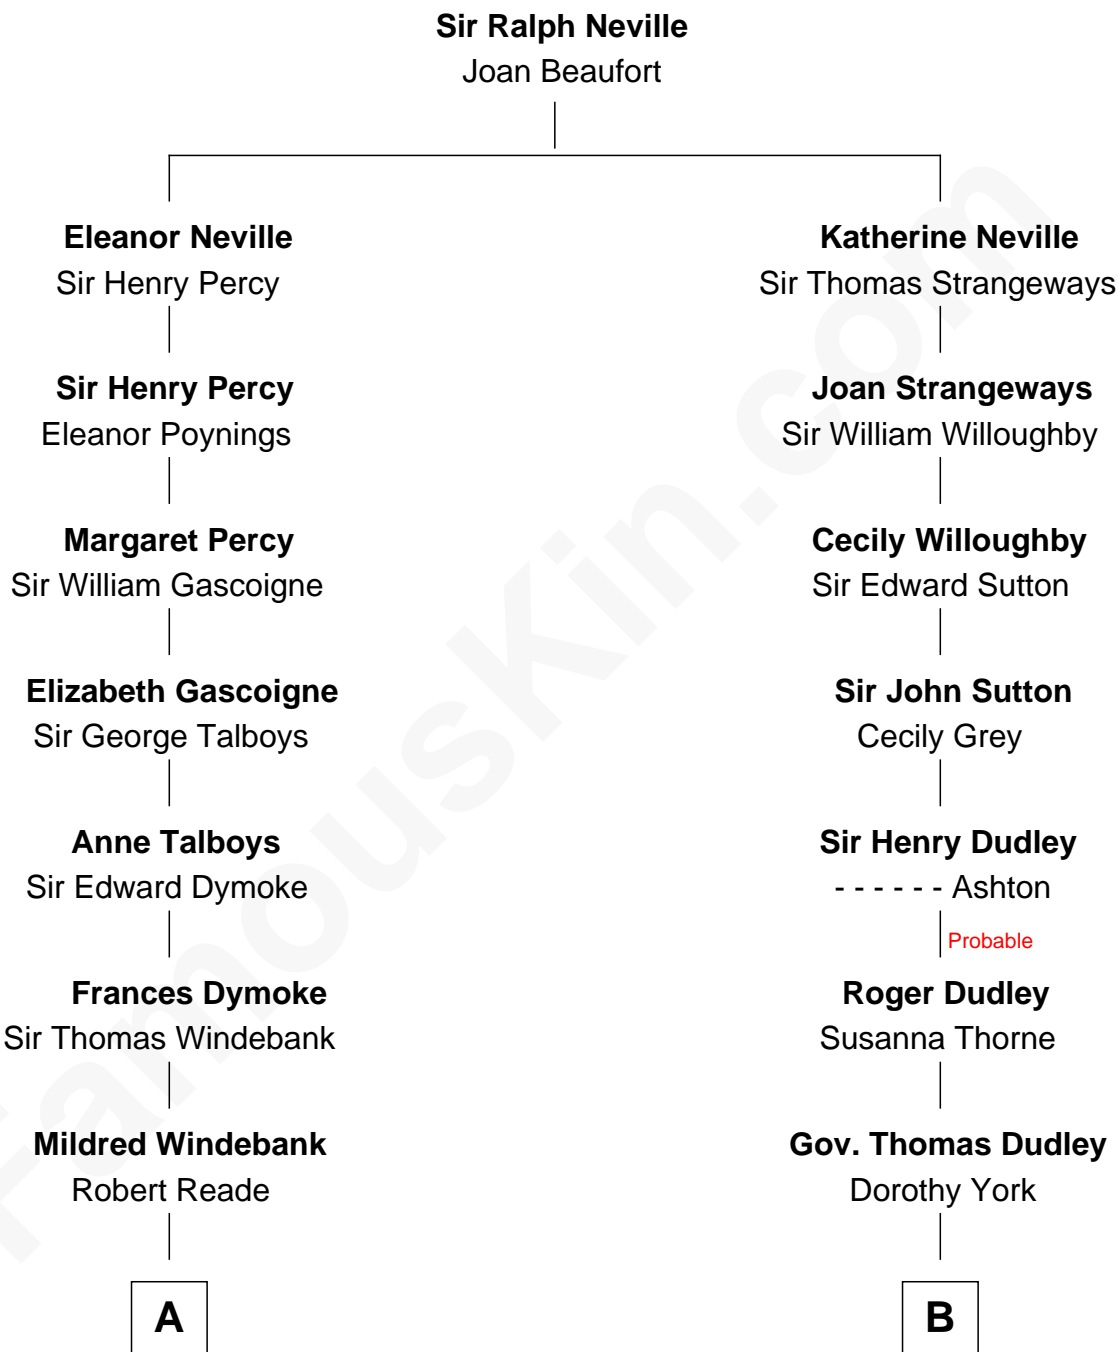 Sir Ralph Neville
Joan Beaufort
Eleanor Neville
Sir Henry Percy
Katherine Neville
Sir Thomas Strangeways
Sir Henry Percy
Eleanor Poynings
Joan Strangeways
Sir William Willoughby
Margaret Percy
Sir William Gascoigne
Cecily Willoughby
Sir Edward Sutton
Elizabeth Gascoigne
Sir George Talboys
Sir John Sutton
Cecily Grey
Anne Talboys
Sir Edward Dymoke
Sir Henry Dudley
- - - - - - Ashton
Probable
Frances Dymoke
Sir Thomas Windebank
Roger Dudley
Susanna Thorne
Mildred Windebank
Robert Reade
Gov. Thomas Dudley
Dorothy York
A
B
FamousKin.com